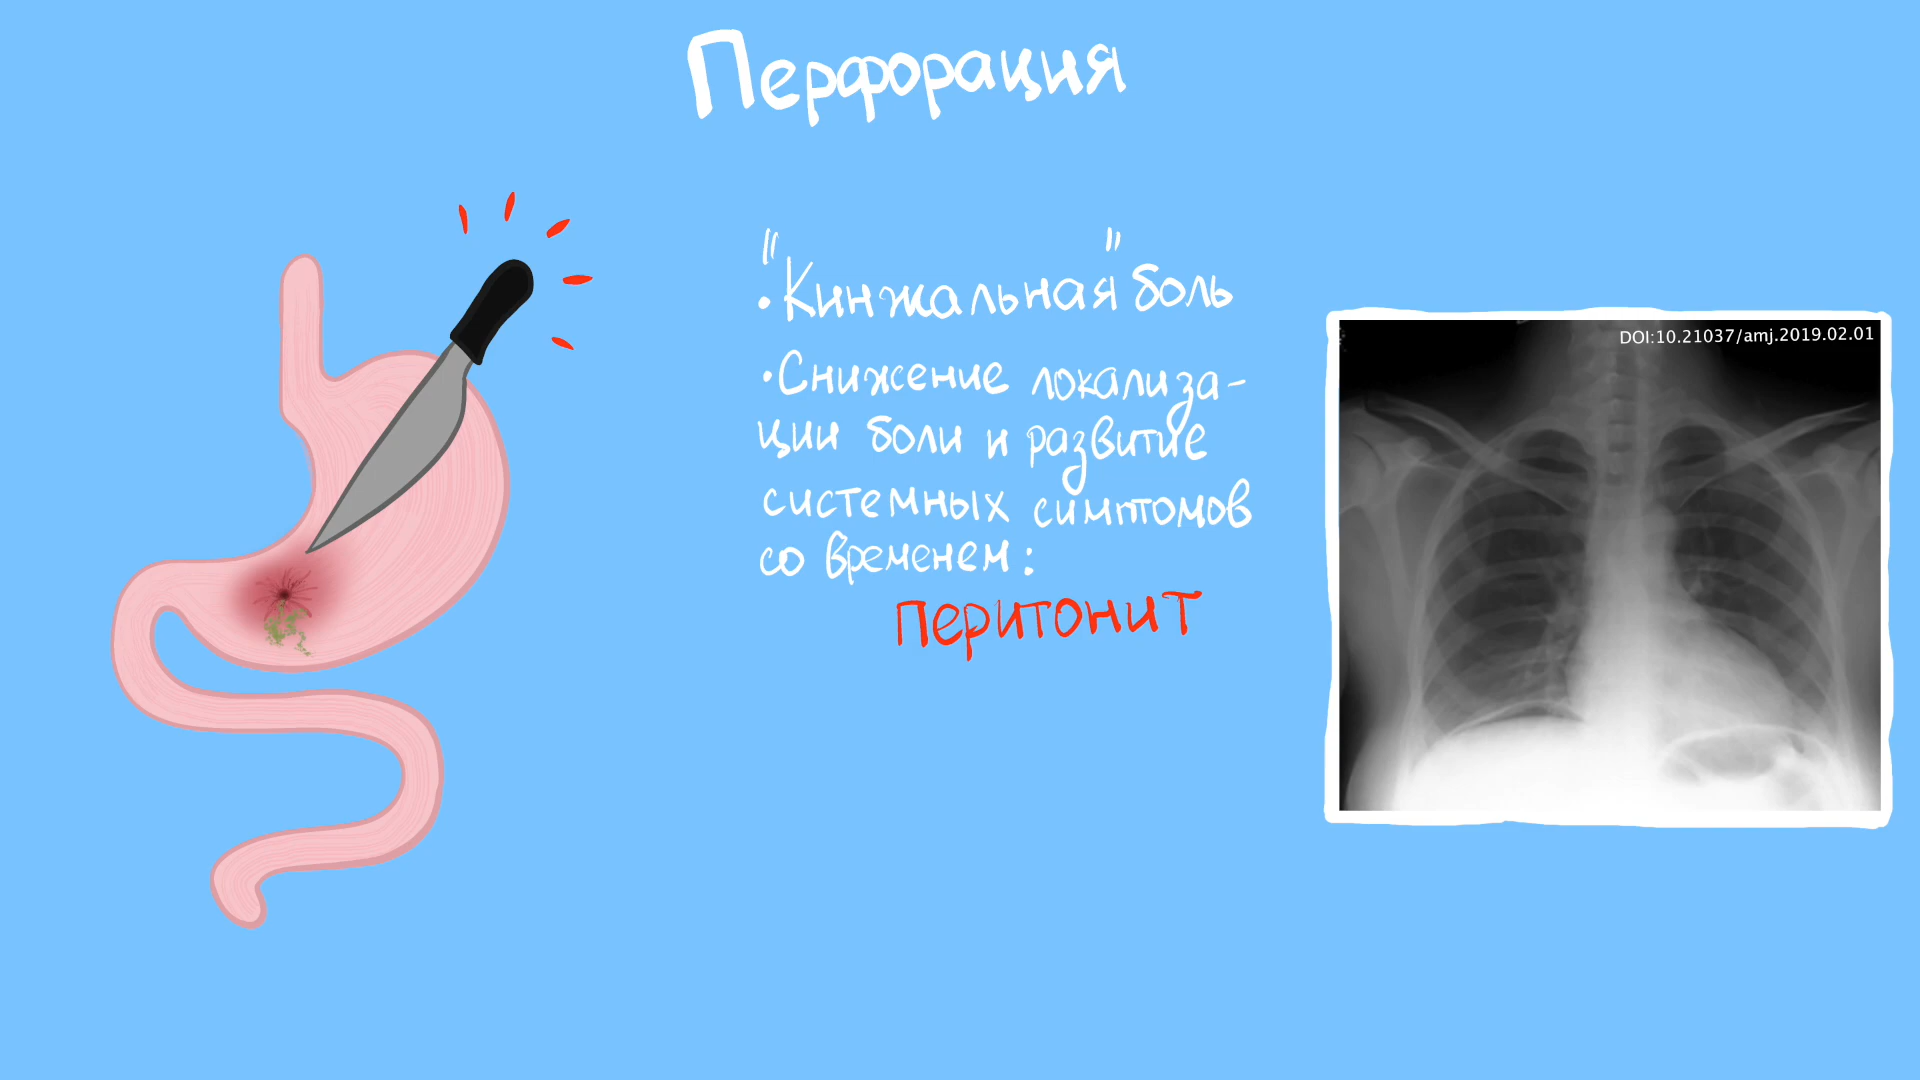 Перфорация
• "Кинжальная" боль
• Снижение локализа-
ции боли и развитие
системных симптомов
со временем:
перитонит
DOI:10.21037/amj.2019.02.01